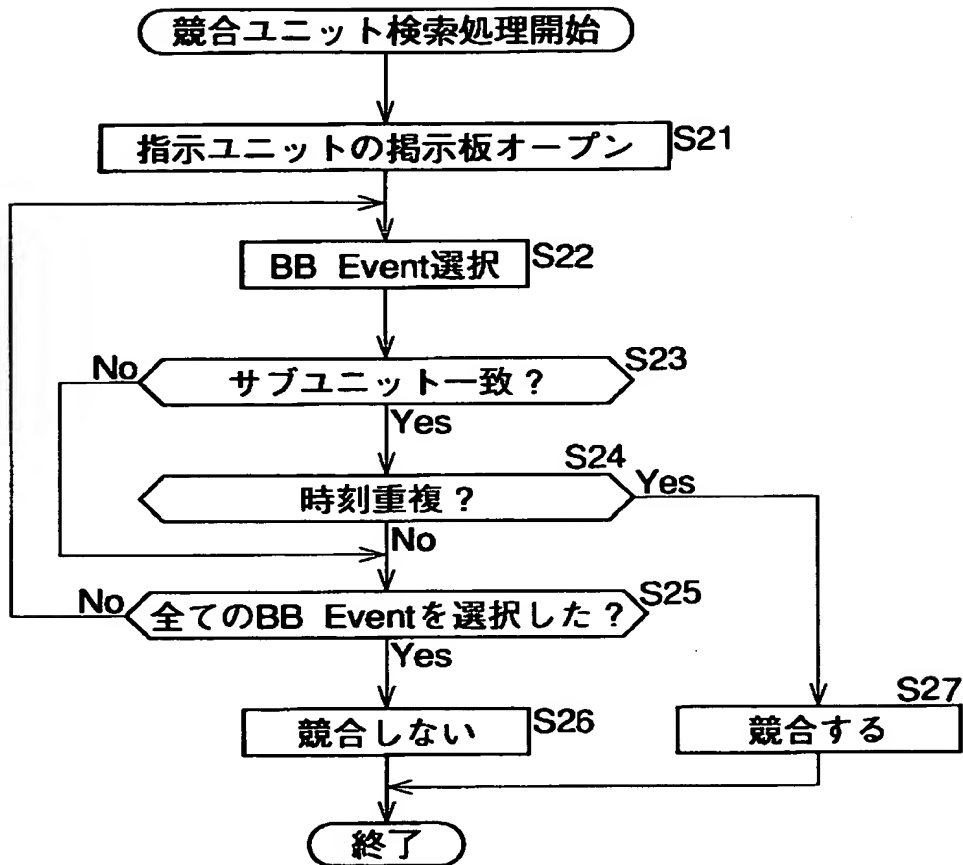 競合ユニット検索処理開始
指示ユニットの掲示板オープン S21
BB Event選択 S22
No サブユニット一致？ S23
Yes
S24
時刻重複？ Yes
No
No 全てのBB Eventを選択した？ S25
Yes
S27
競合しない S26 競合する
終了